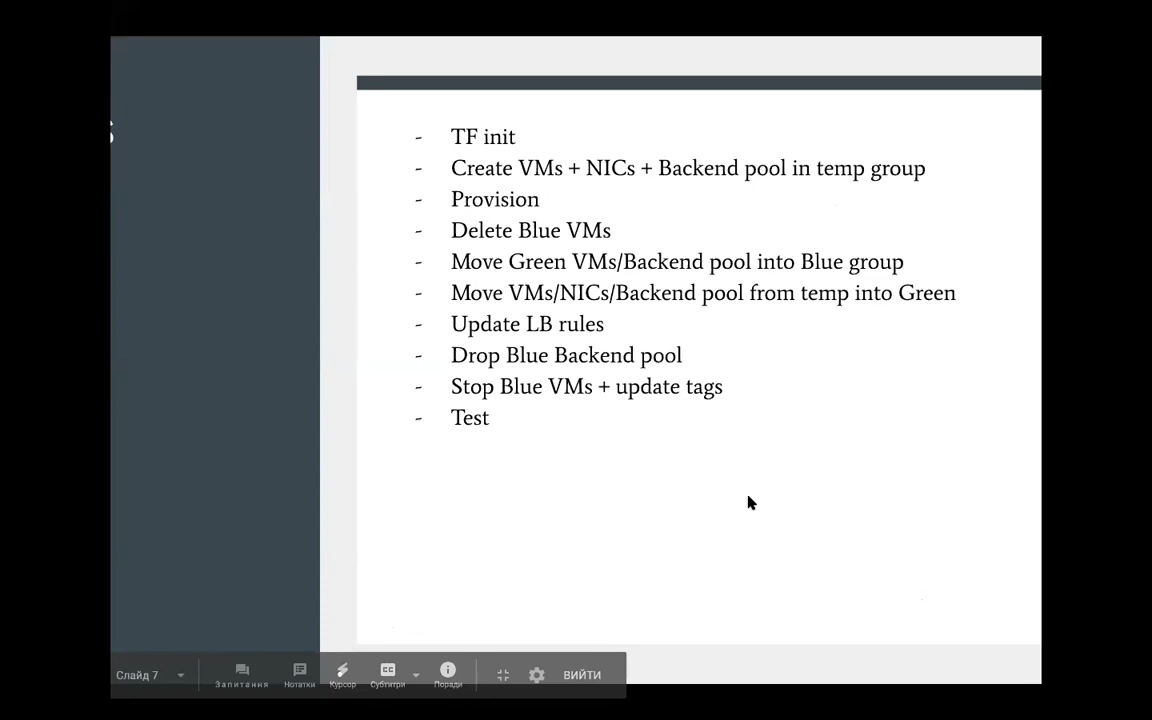 - TF init
- Create VMs + NICs + Backend pool in temp group
- Provision
- Delete Blue VMs
- Move Green VMs/Backend pool into Blue group
- Move VMs/NICs/Backend pool from temp into Green
- Update LB rules
- Drop Blue Backend pool
- Stop Blue VMs + update tags
- Test
Слайд 7
Запитання
Нотатки
Курсор
Субтитри
Поради
ВИЙТИ